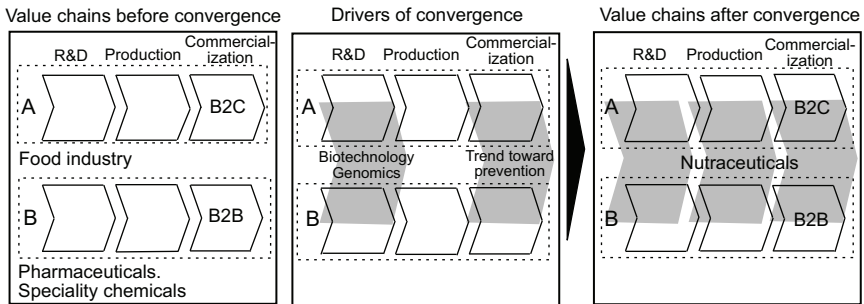 Value chains before convergence
R&D
Production
Commercial-
ization
A
B2C
Food industry
B
B2B
Pharmaceuticals.
Speciality chemicals
Drivers of convergence
R&D
Production
Commercial-
ization
A
Biotechnology
Genomics
Trend toward
prevention
B
Value chains after convergence
R&D
Production
Commercial-
ization
A
B2C
Nutraceuticals
B
B2B